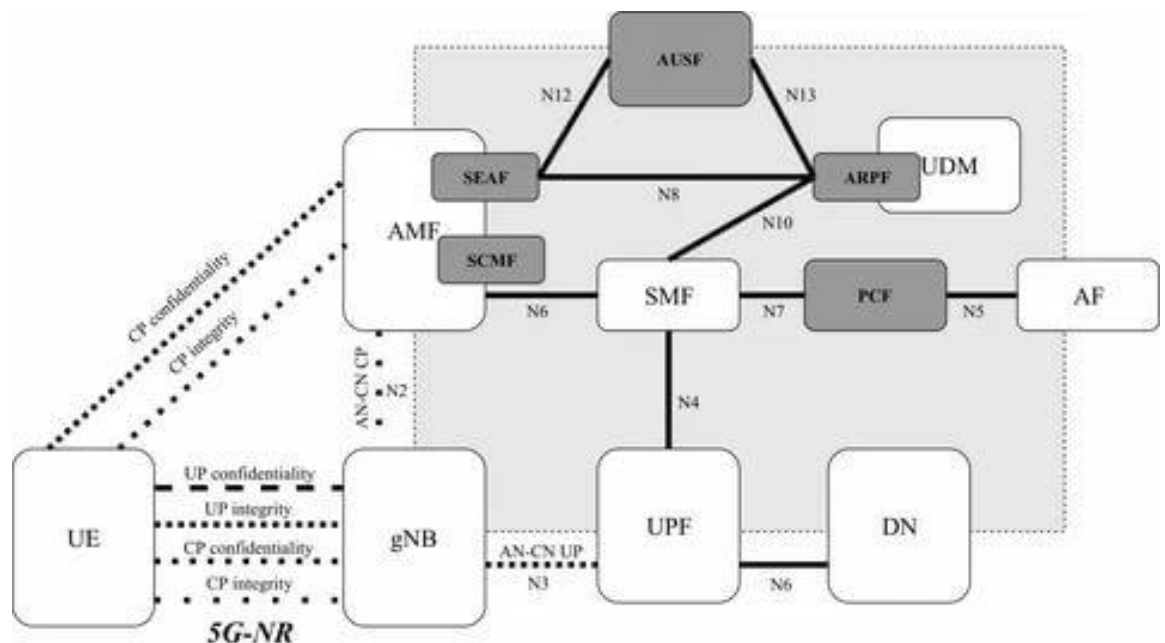 AUSF
N12
N13
SEAF
ARPF
UDM
N8
N10
AMF
SCMF
CP confidentiality
CP integrity
SMF
PCF
AF
N6
N7
N5
AN-CN CP
N2
N4
UE
UP confidentiality
UP integrity
CP confidentiality
CP integrity
5G-NR
gNB
AN-CN UP
N3
UPF
N6
DN